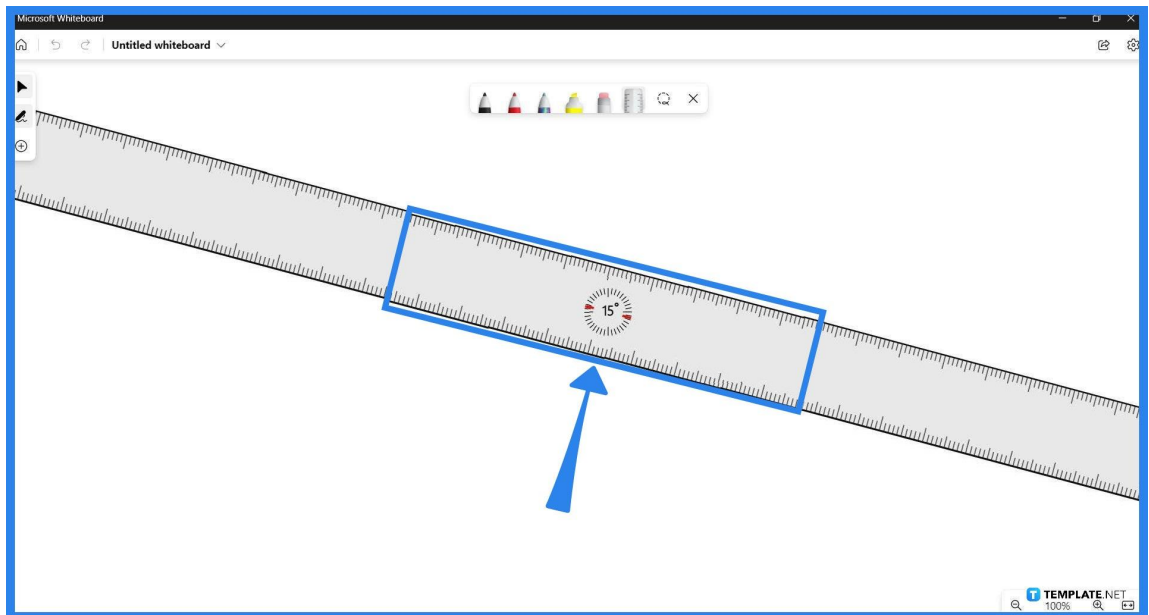 Microsoft Whiteboard
Untitled whiteboard
15°
TEMPLATE.NET
100%